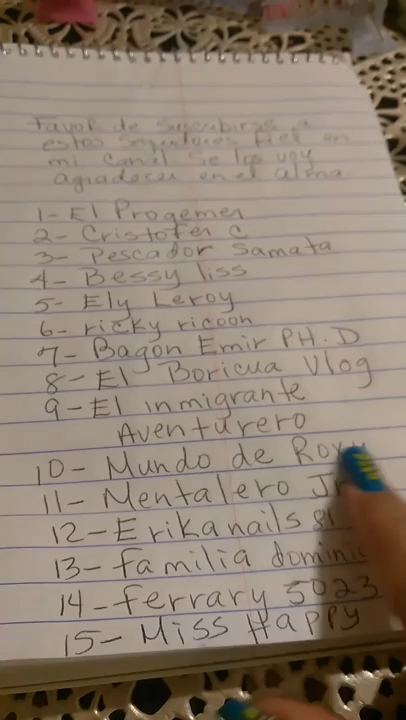 Favor de suscribirse a
estos seguidores fiel en
mi canal se los voy
agradecer en el alma
1- El Progemer
2- Cristofer C
3- Pescador Samata
4- Bessy liss
5- Ely Leroy
6- ricky ricoon
7- Bagon Emir PH.D
8- El Boricua Vlog
9- El inmigrante
Aventurero
10- Mundo de Roxy
11- Mentalero Jr
12- Erikanails
13- familia
14- ferrary 5023
15- Miss Happy